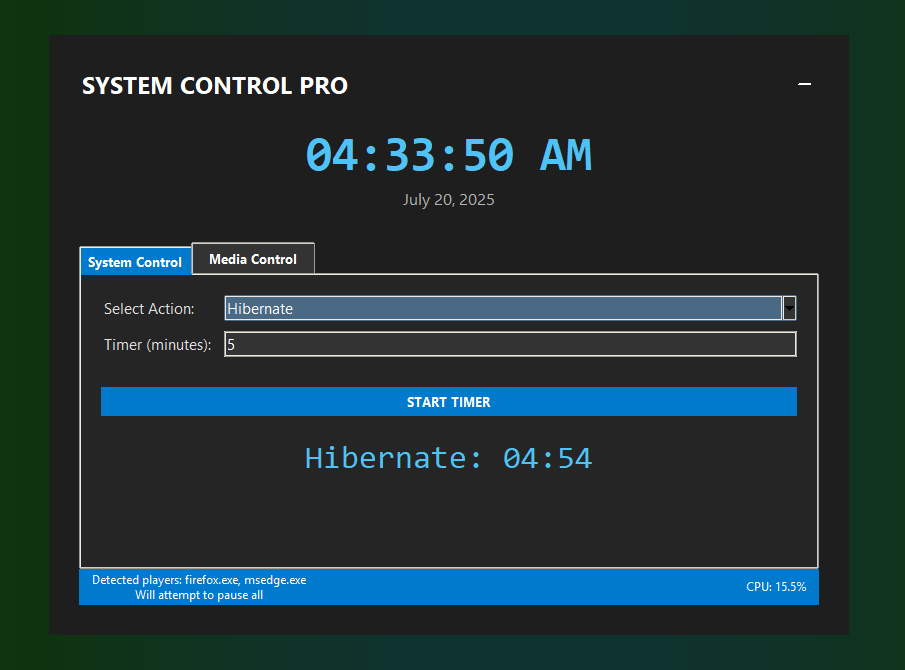 SYSTEM CONTROL PRO
04:33:50 AM
July 20, 2025
System Control
Media Control
Select Action: Hibernate
Timer (minutes): 5
START TIMER
Hibernate: 04:54
Detected players: firefox.exe, msedge.exe
Will attempt to pause all
CPU: 15.5%